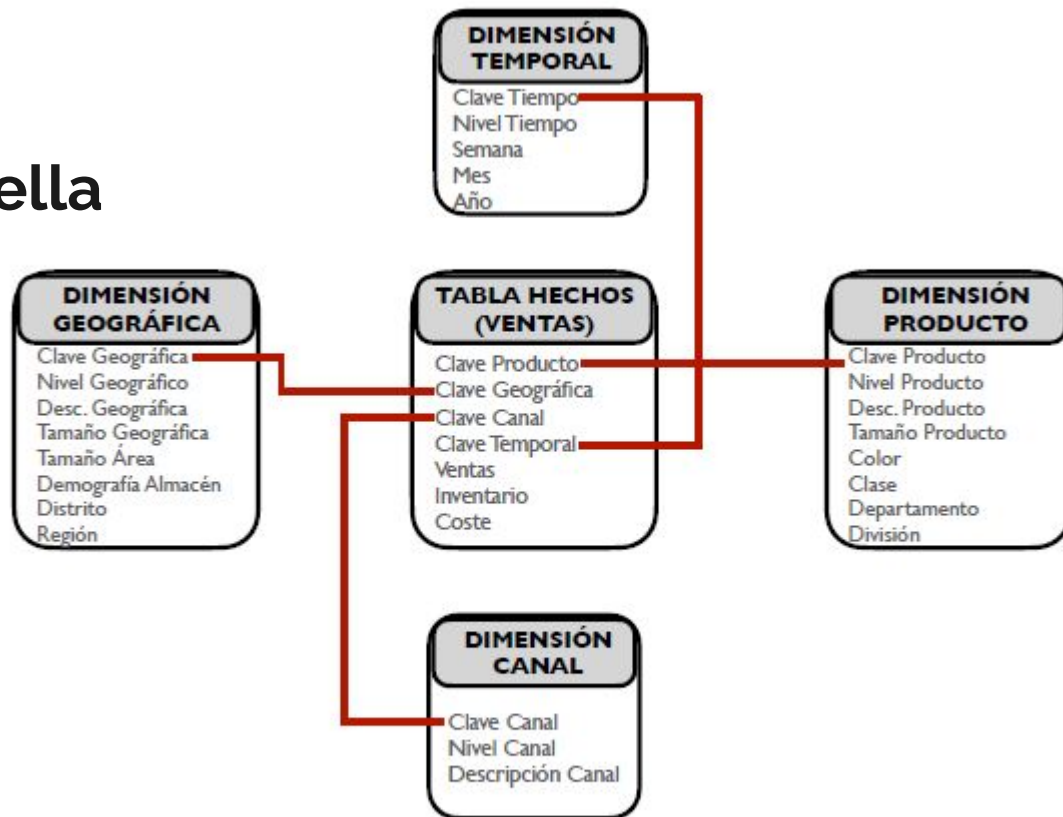 DIMENSIÓN
TEMPORAL
Clave Tiempo
Nivel Tiempo
Semana
Mes
Año
ella
DIMENSIÓN
GEOGRÁFICA
Clave Geográfica
Nivel Geográfico
Desc. Geográfica
Tamaño Geográfica
Tamaño Área
Demografía Almacén
Distrito
Región
TABLA HECHOS
(VENTAS)
Clave Producto
Clave Geográfica
Clave Canal
Clave Temporal
Ventas
Inventario
Coste
DIMENSIÓN
PRODUCTO
Clave Producto
Nivel Producto
Desc. Producto
Tamaño Producto
Color
Clase
Departamento
División
DIMENSIÓN
CANAL
Clave Canal
Nivel Canal
Descripción Canal